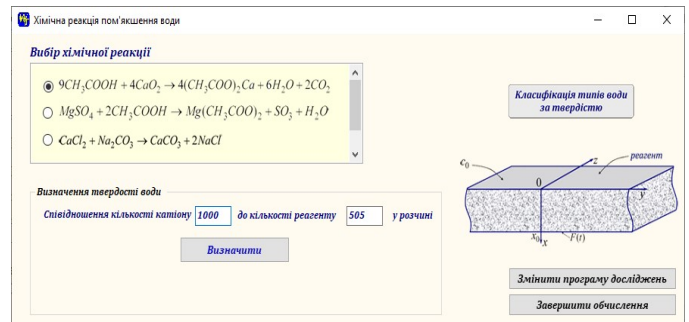 Хімічна реакція пом'якшення води
Вибір хімічної реакції
9CH₃COOH + 4CaO₂ → 4(CH₃COO)₂Ca + 6H₂O + 2CO₂
MgSO₄ + 2CH₃COOH → Mg(CH₃COO)₂ + SO₃ + H₂O
CaCl₂ + Na₂CO₃ → CaCO₃ + 2NaCl
Класифікація типів води
за твердістю
c₀
z
реагент
0
y
x₀
x
F(t)
Визначення твердості води
Співідношення кількості катіону 1000 до кількості реагенту 505 у розчині
Визначити
Змінити програму досліджень
Завершити обчислення